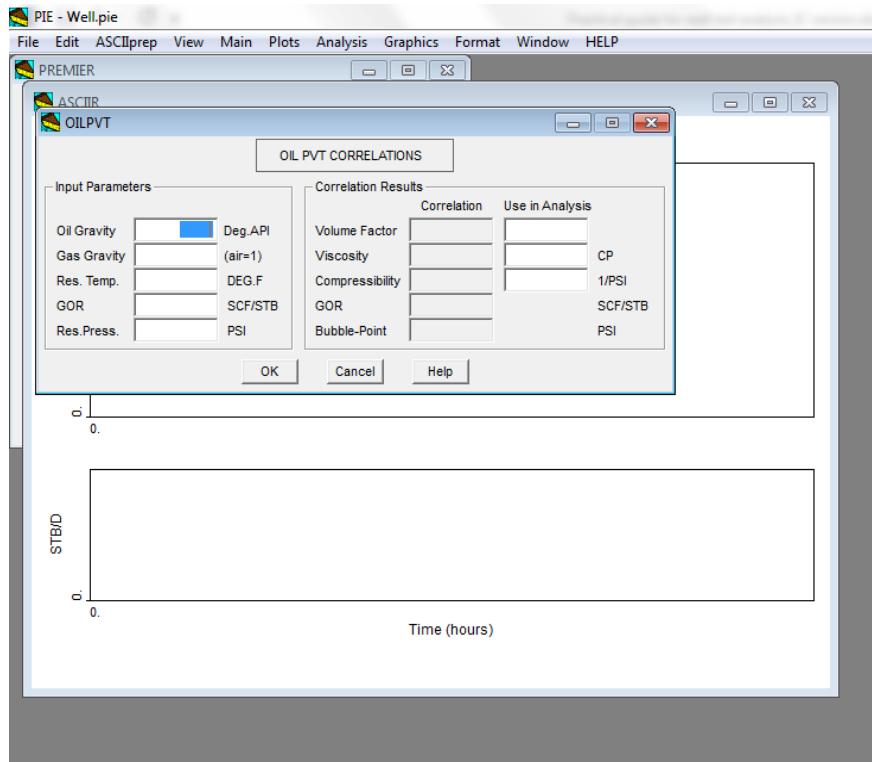 PIE - Well.pie
File Edit ASCIIprep View Main Plots Analysis Graphics Format Window HELP
PREMIER
ASCIIR
OILPVT
OIL PVT CORRELATIONS
Input Parameters
Oil Gravity Deg.API
Gas Gravity (air=1)
Res. Temp. DEG.F
GOR SCF/STB
Res.Press. PSI
Correlation Results
Correlation Use in Analysis
Volume Factor
Viscosity CP
Compressibility 1/PSI
GOR SCF/STB
Bubble-Point PSI
OK Cancel Help
0.
0.
STB/D
0.
0.
Time (hours)